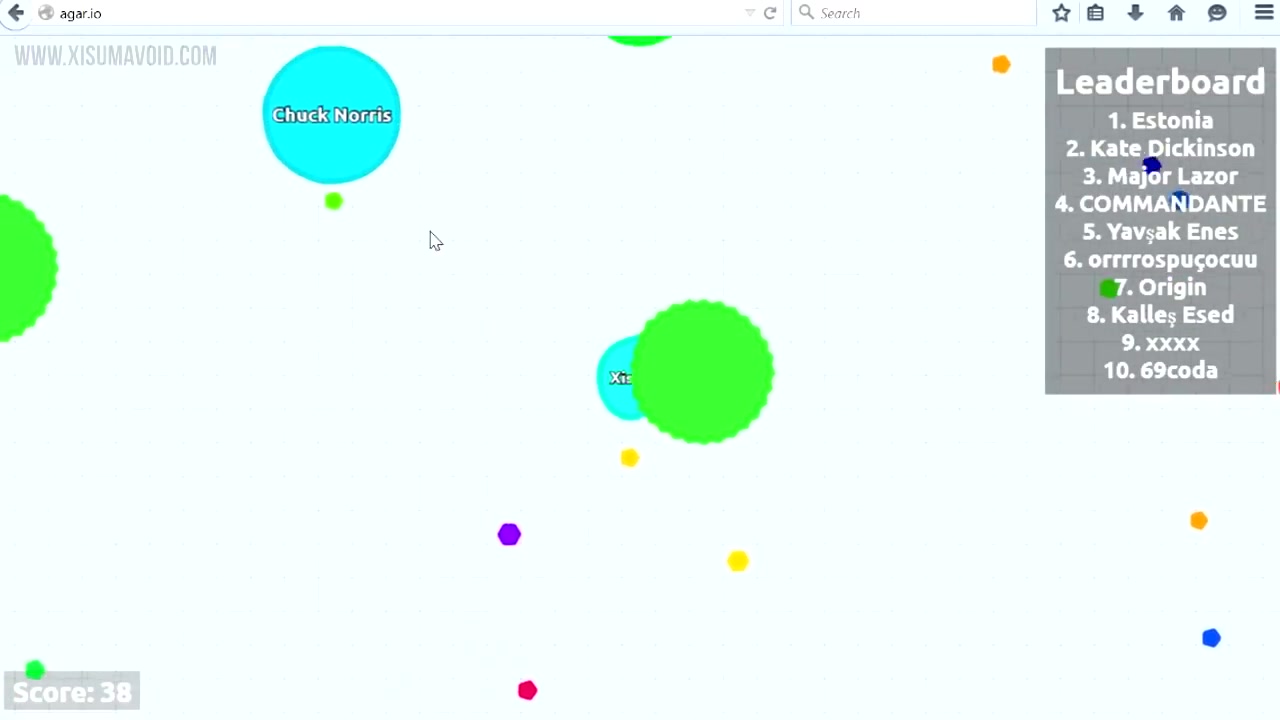 agar.io
Search
WWW.XISUMAVOID.COM
Chuck Norris
Xis
Leaderboard
1. Estonia
2. Kate Dickinson
3. Major Lazor
4. COMMANDANTE
5. Yavşak Enes
6. orrrrospuçocuu
7. Origin
8. Kalleş Esed
9. xxxx
10. 69coda
Score: 38